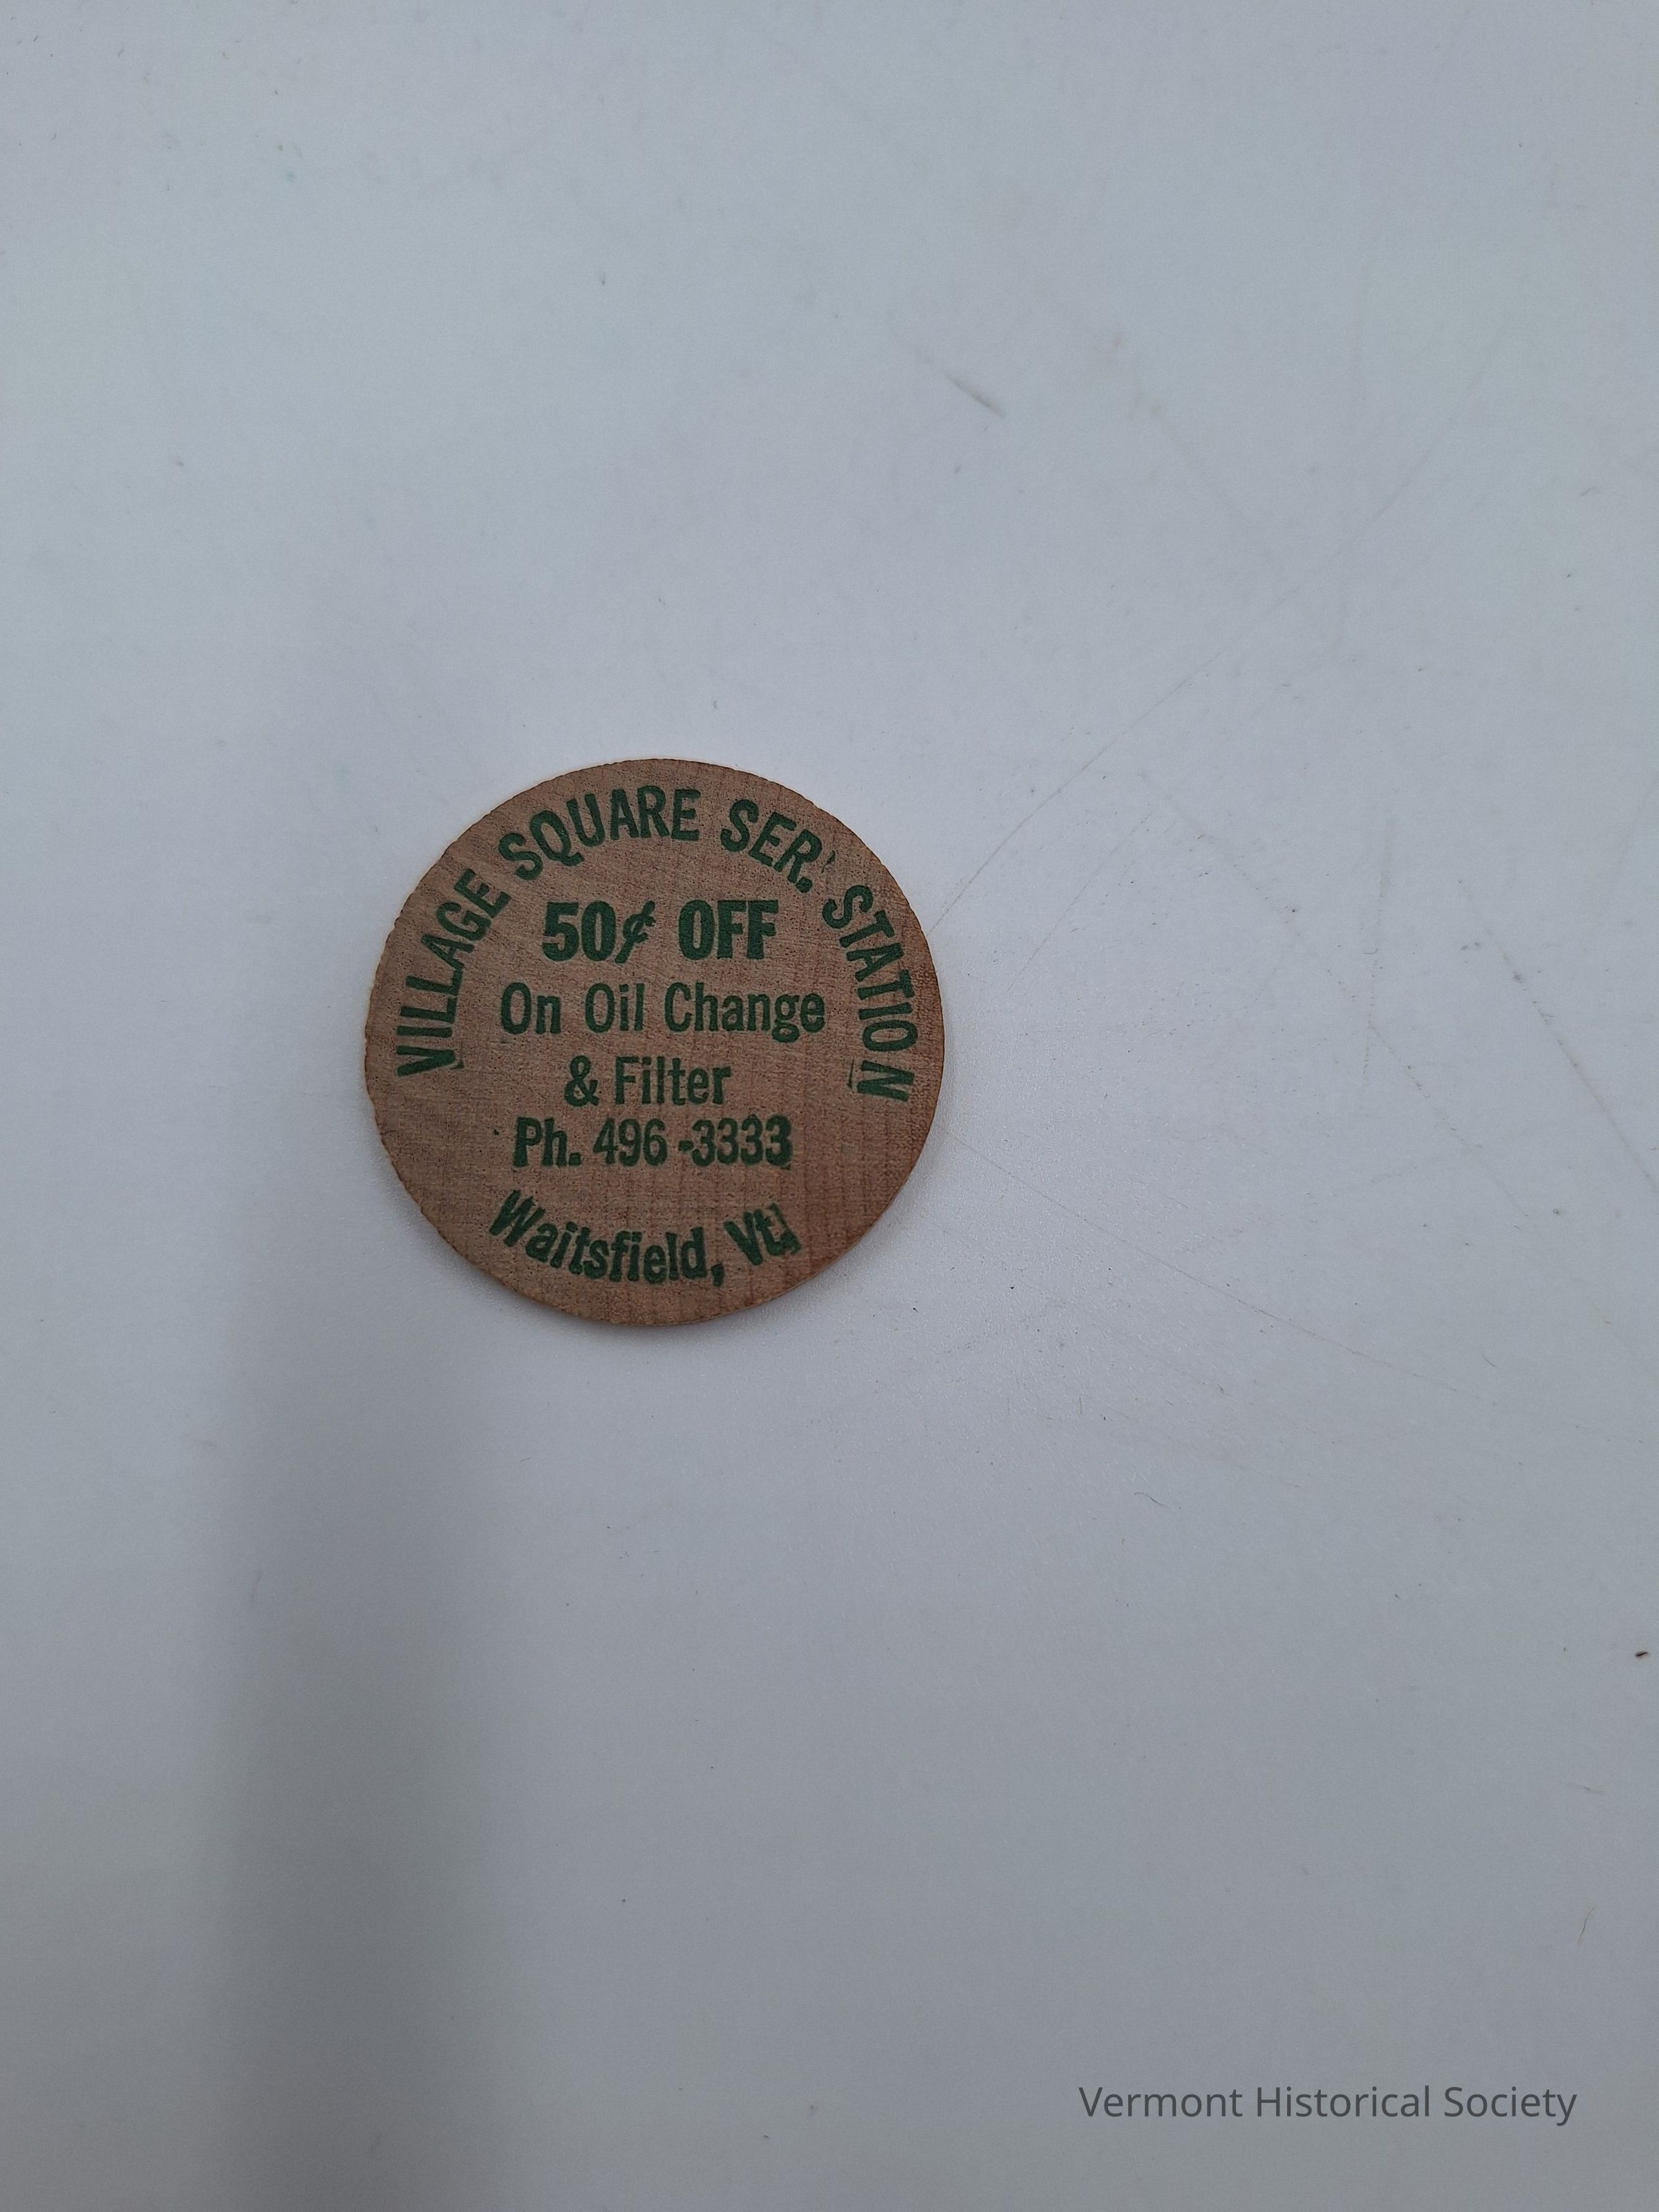 VILLAGE SQUARE SER. STATION
50¢ OFF
On Oil Change
& Filter
Ph. 496-3333
Waitsfield, Vt.
Vermont Historical Society